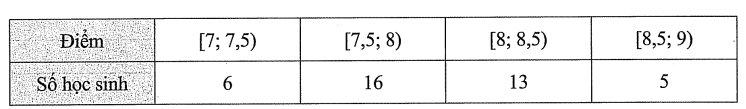 Điểm [7; 7,5) [7,5; 8) [8; 8,5) [8,5; 9)
Số học sinh 6 16 13 5